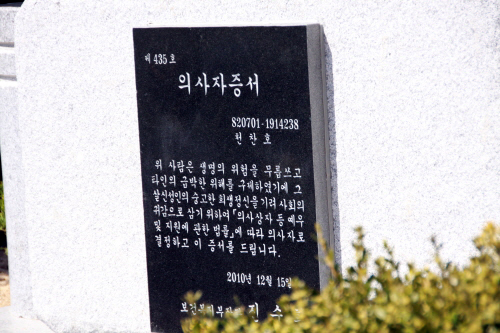 제 435 호
의사자증서
820701-1914238
천 찬 호
위 사람은 생명의 위험을 무릅쓰고
타인의 급박한 위해를 구제하였기에 그
살신성인의 숭고한 희생정신을 기려 사회의
귀감으로 삼기 위하여 「의사상자 등 예우
및 지원에 관한 법률」에 따라 의사자로
결정하고 이 증서를 드립니다.
2010년 12월 15일
진 수